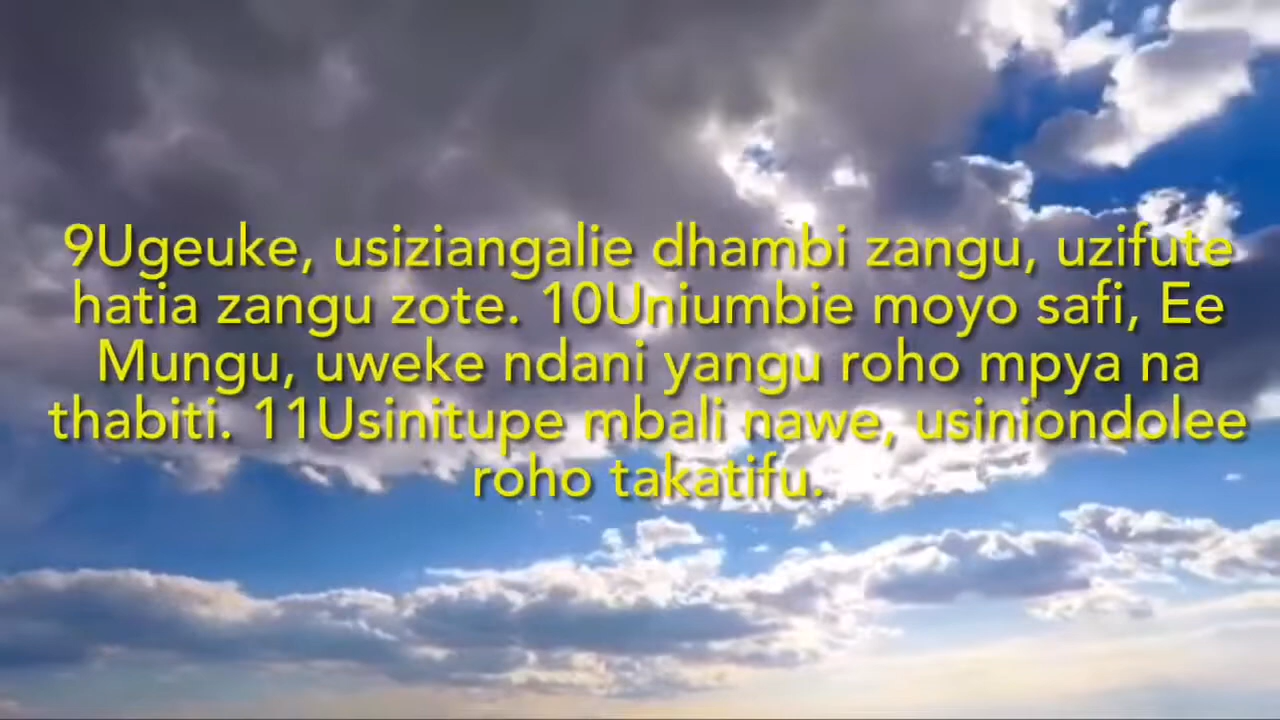 9Ugeuke, usiziangalie dhambi zangu, uzifute
hatia zangu zote. 10Uniumbie moyo safi, Ee
Mungu, uweke ndani yangu roho mpya na
thabiti. 11Usinitupe mbali nawe, usiniondolee
roho takatifu.